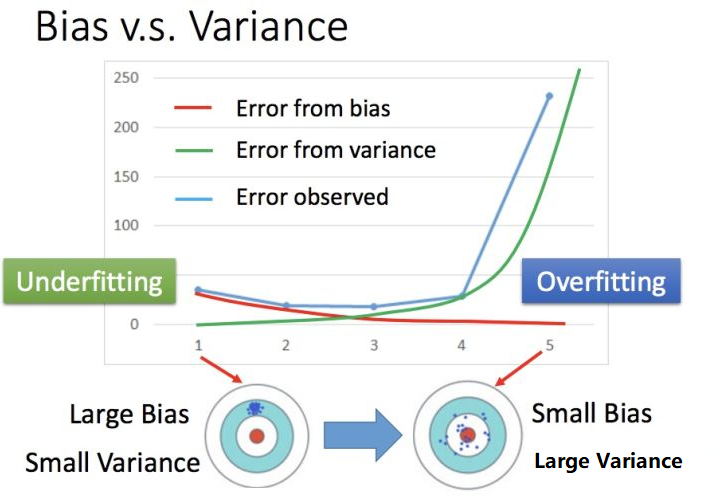 Bias v.s. Variance
250
Error from bias
200
Error from variance
150
Error observed
100
Underfitting
Overfitting
0
1 2 3 4 5
Large Bias
Small Variance
Small Bias
Large Variance